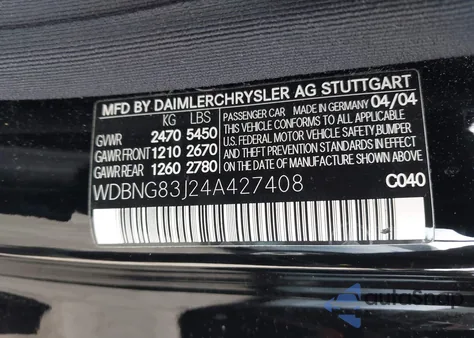 MFD BY DAIMLERCHRYSLER AG STUTTGART
KG LBS
GVWR 2470 5450
GAWR FRONT 1210 2670
GAWR REAR 1260 2780
PASSENGER CAR MADE IN GERMANY 04/04
THIS VEHICLE CONFORMS TO ALL APPLICABLE
U.S. FEDERAL MOTOR VEHICLE SAFETY,BUMPER
AND THEFT PREVENTION STANDARDS IN EFFECT
ON THE DATE OF MANUFACTURE SHOWN ABOVE
WDBNG83J24A427408
C040
autoSnap